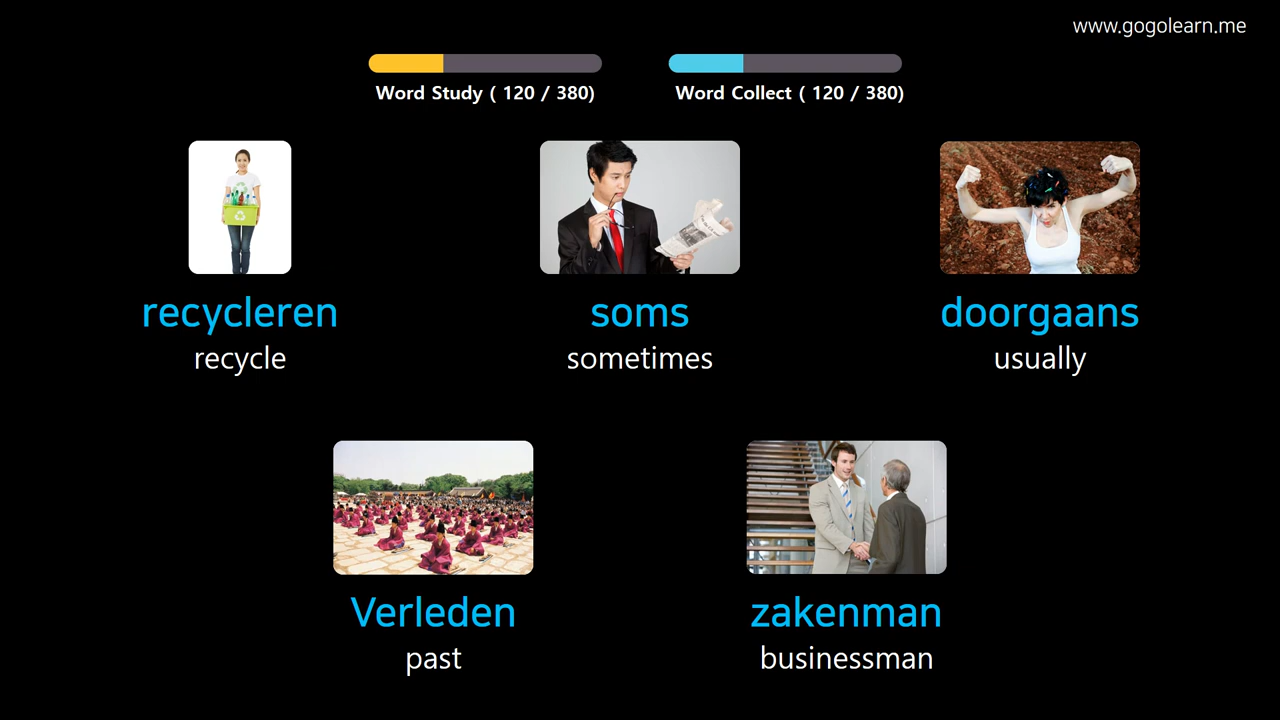 www.gogolearn.me
Word Study ( 120 / 380)
Word Collect ( 120 / 380)
recycleren
recycle
soms
sometimes
doorgaans
usually
Verleden
past
zakenman
businessman